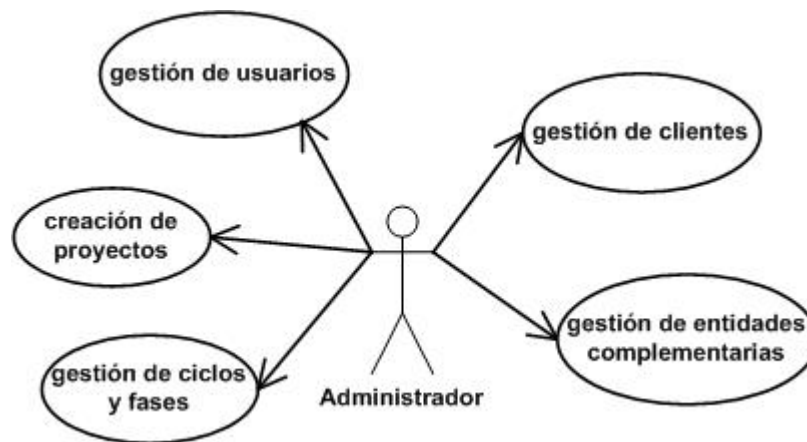 gestión de usuarios
gestión de clientes
creación de
proyectos
gestión de entidades
complementarias
gestión de ciclos
y fases
Administrador